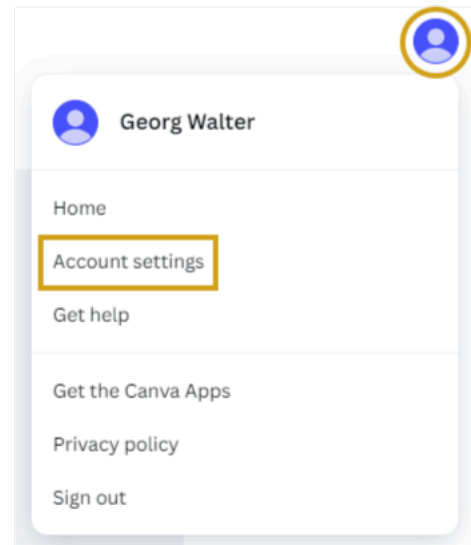 Georg Walter
Home
Account settings
Get help
Get the Canva Apps
Privacy policy
Sign out